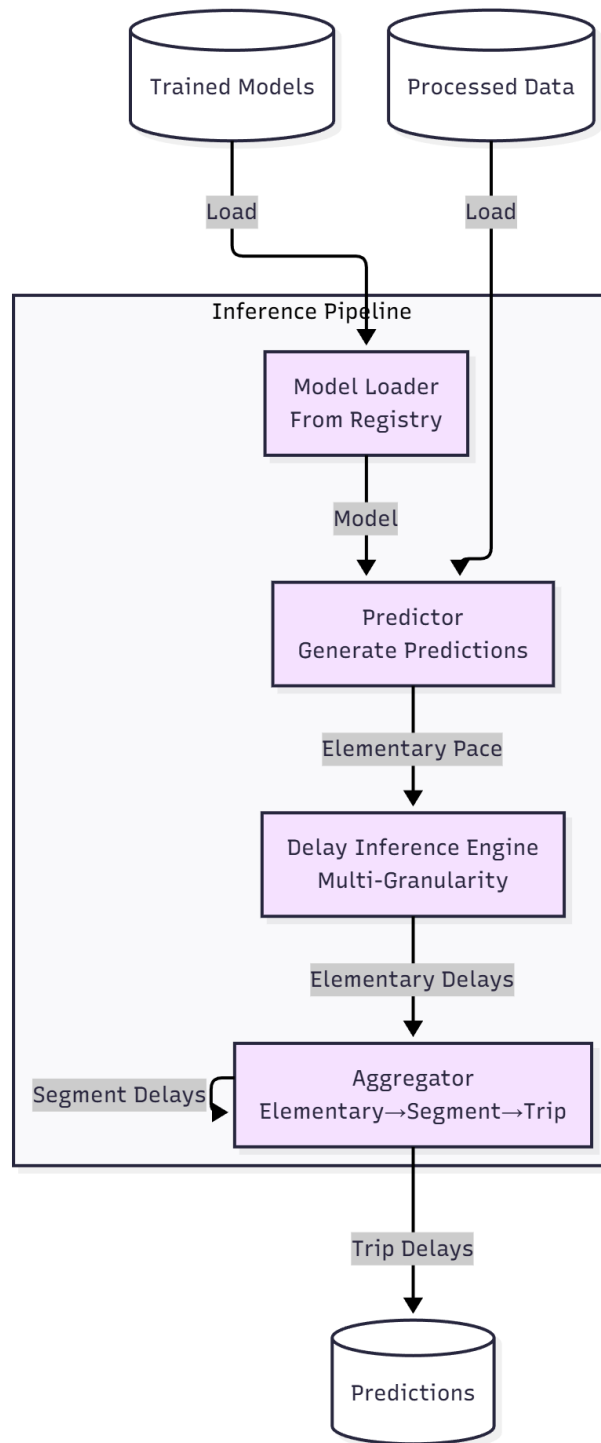 Trained Models
Processed Data
Load
Load
Inference Pipeline
Model Loader
From Registry
Model
Predictor
Generate Predictions
Elementary Pace
Delay Inference Engine
Multi-Granularity
Elementary Delays
Segment Delays
Aggregator
Elementary→Segment→Trip
Trip Delays
Predictions